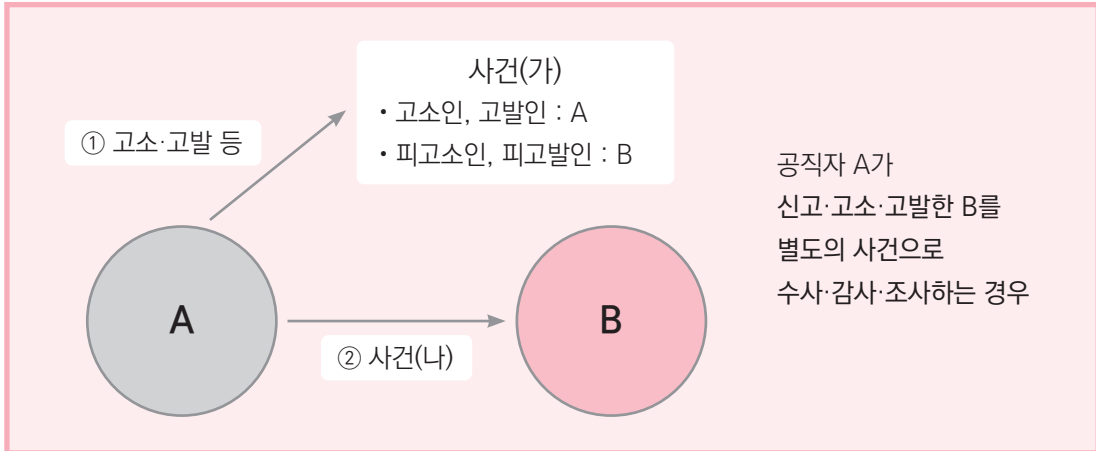 사건(가)
• 고소인, 고발인 : A
• 피고소인, 피고발인 : B
① 고소·고발 등
공직자 A가
신고·고소·고발한 B를
별도의 사건으로
수사·감사·조사하는 경우
A
B
② 사건(나)